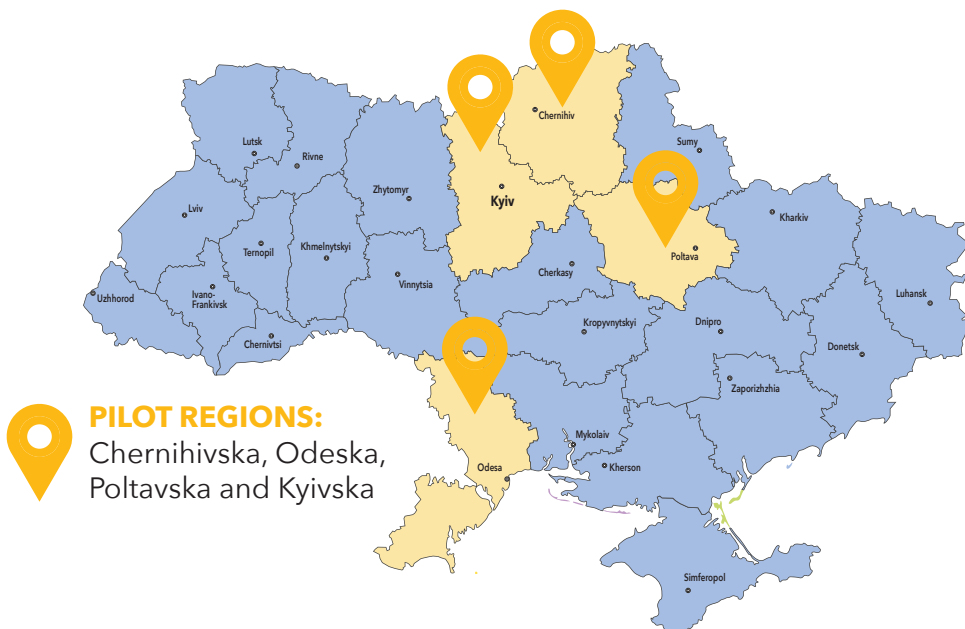 Chernihiv
Sumy
Lutsk
Rivne
Zhytomyr
Kyiv
Lviv
Kharkiv
Ternopil
Khmelnytskyi
Poltava
Cherkasy
Vinnytsia
Uzhhorod
Ivano-
Frankivsk
Luhansk
Chernivtsi
Kropyvnytskyi
Dnipro
Donetsk
Zaporizhzhia
PILOT REGIONS:
Chernihivska, Odeska,
Poltavska and Kyivska
Mykolaiv
Odesa
Kherson
Simferopol